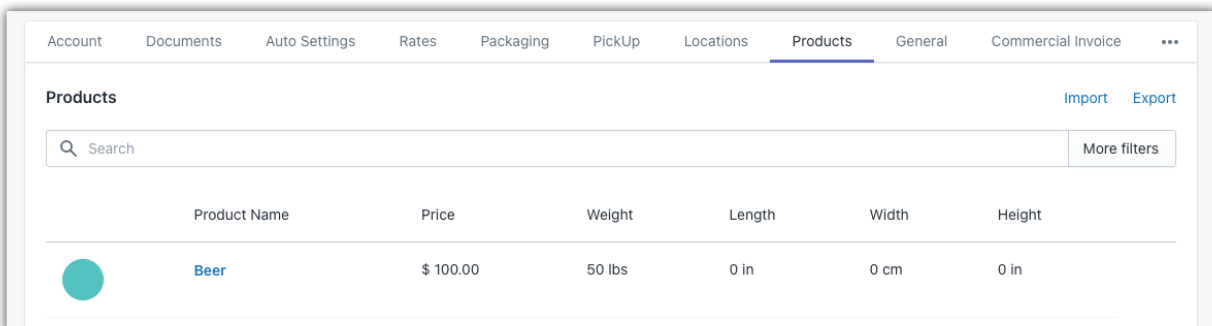 Account Documents Auto Settings Rates Packaging PickUp Locations Products General Commercial Invoice •••
Products Import Export
Search More filters
Product Name Price Weight Length Width Height
Beer $ 100.00 50 lbs 0 in 0 cm 0 in